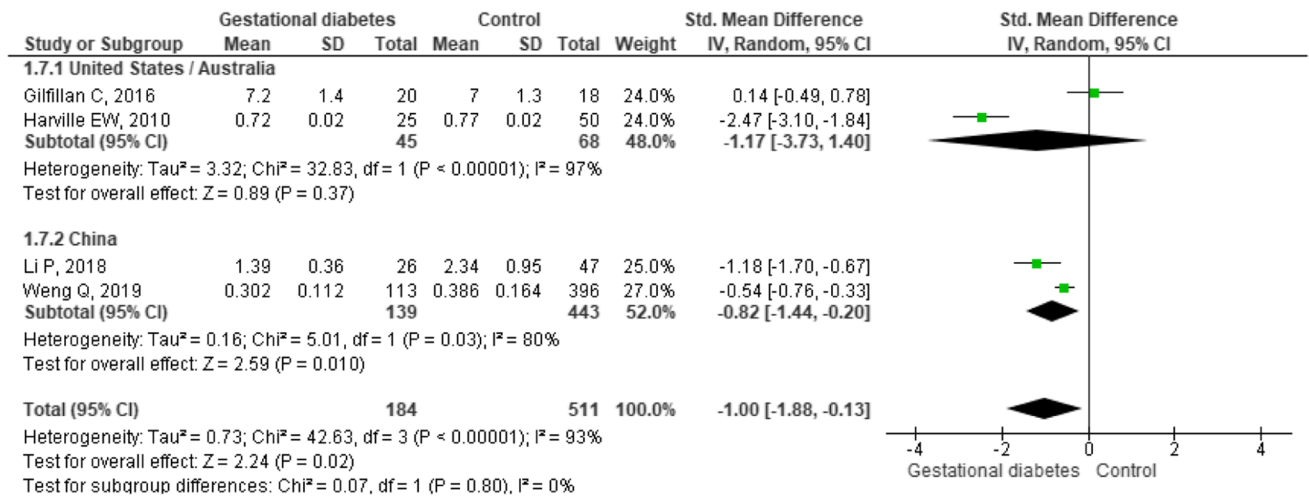 Gestational diabetes Control Std. Mean Difference Std. Mean Difference
Study or Subgroup Mean SD Total Mean SD Total Weight IV, Random, 95% CI IV, Random, 95% CI
1.7.1 United States / Australia
Gilfillan C, 2016 7.2 1.4 20 7 1.3 18 24.0% 0.14 [-0.49, 0.78]
Harville EW, 2010 0.72 0.02 25 0.77 0.02 50 24.0% -2.47 [-3.10, -1.84]
Subtotal (95% CI) 45 68 48.0% -1.17 [-3.73, 1.40]
Heterogeneity: Tau² = 3.32; Chi² = 32.83, df = 1 (P < 0.00001); I² = 97%
Test for overall effect: Z = 0.89 (P = 0.37)
1.7.2 China
Li P, 2018 1.39 0.36 26 2.34 0.95 47 25.0% -1.18 [-1.70, -0.67]
Weng Q, 2019 0.302 0.112 113 0.386 0.164 396 27.0% -0.54 [-0.76, -0.33]
Subtotal (95% CI) 139 443 52.0% -0.82 [-1.44, -0.20]
Heterogeneity: Tau² = 0.16; Chi² = 5.01, df = 1 (P = 0.03); I² = 80%
Test for overall effect: Z = 2.59 (P = 0.010)
Total (95% CI) 184 511 100.0% -1.00 [-1.88, -0.13]
Heterogeneity: Tau² = 0.73; Chi² = 42.63, df = 3 (P < 0.00001); I² = 93%
Test for overall effect: Z = 2.24 (P = 0.02)
Test for subgroup differences: Chi² = 0.07, df = 1 (P = 0.80), I² = 0%
-4 -2 0 2 4
Gestational diabetes Control